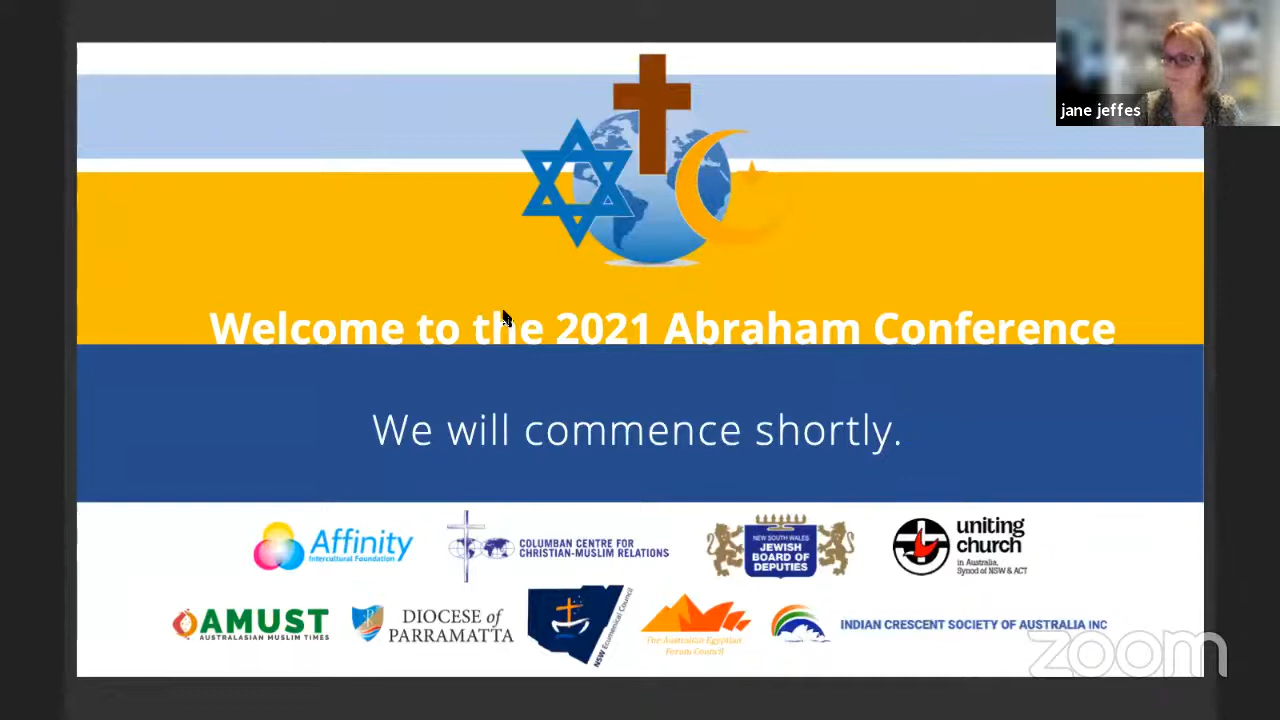 jane jeffes
Welcome to the 2021 Abraham Conference
We will commence shortly.
Affinity
Intercultural Foundation
COLUMBAN CENTRE FOR
CHRISTIAN-MUSLIM RELATIONS
NEW SOUTH WALES
JEWISH
BOARD OF
DEPUTIES
uniting
church
in Australia,
Synod of NSW & ACT
AMUST
AUSTRALASIAN MUSLIM TIMES
DIOCESE of
PARRAMATTA
NSW Ecumenical Council
The Australian Egyptian
Forum Council
INDIAN CRESCENT SOCIETY OF AUSTRALIA INC
zoom